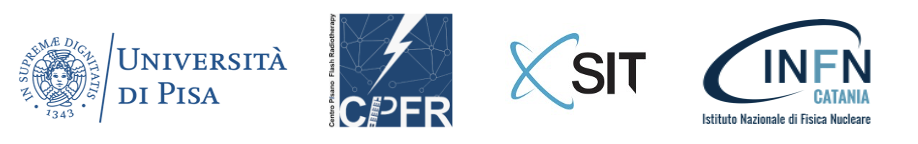 IN SUPREMÆ DIGNITATIS
1343
UNIVERSITÀ
DI PISA
Centro Pisano Flash Radiotherapy
CPFR
SIT
INFN
CATANIA
Istituto Nazionale di Fisica Nucleare